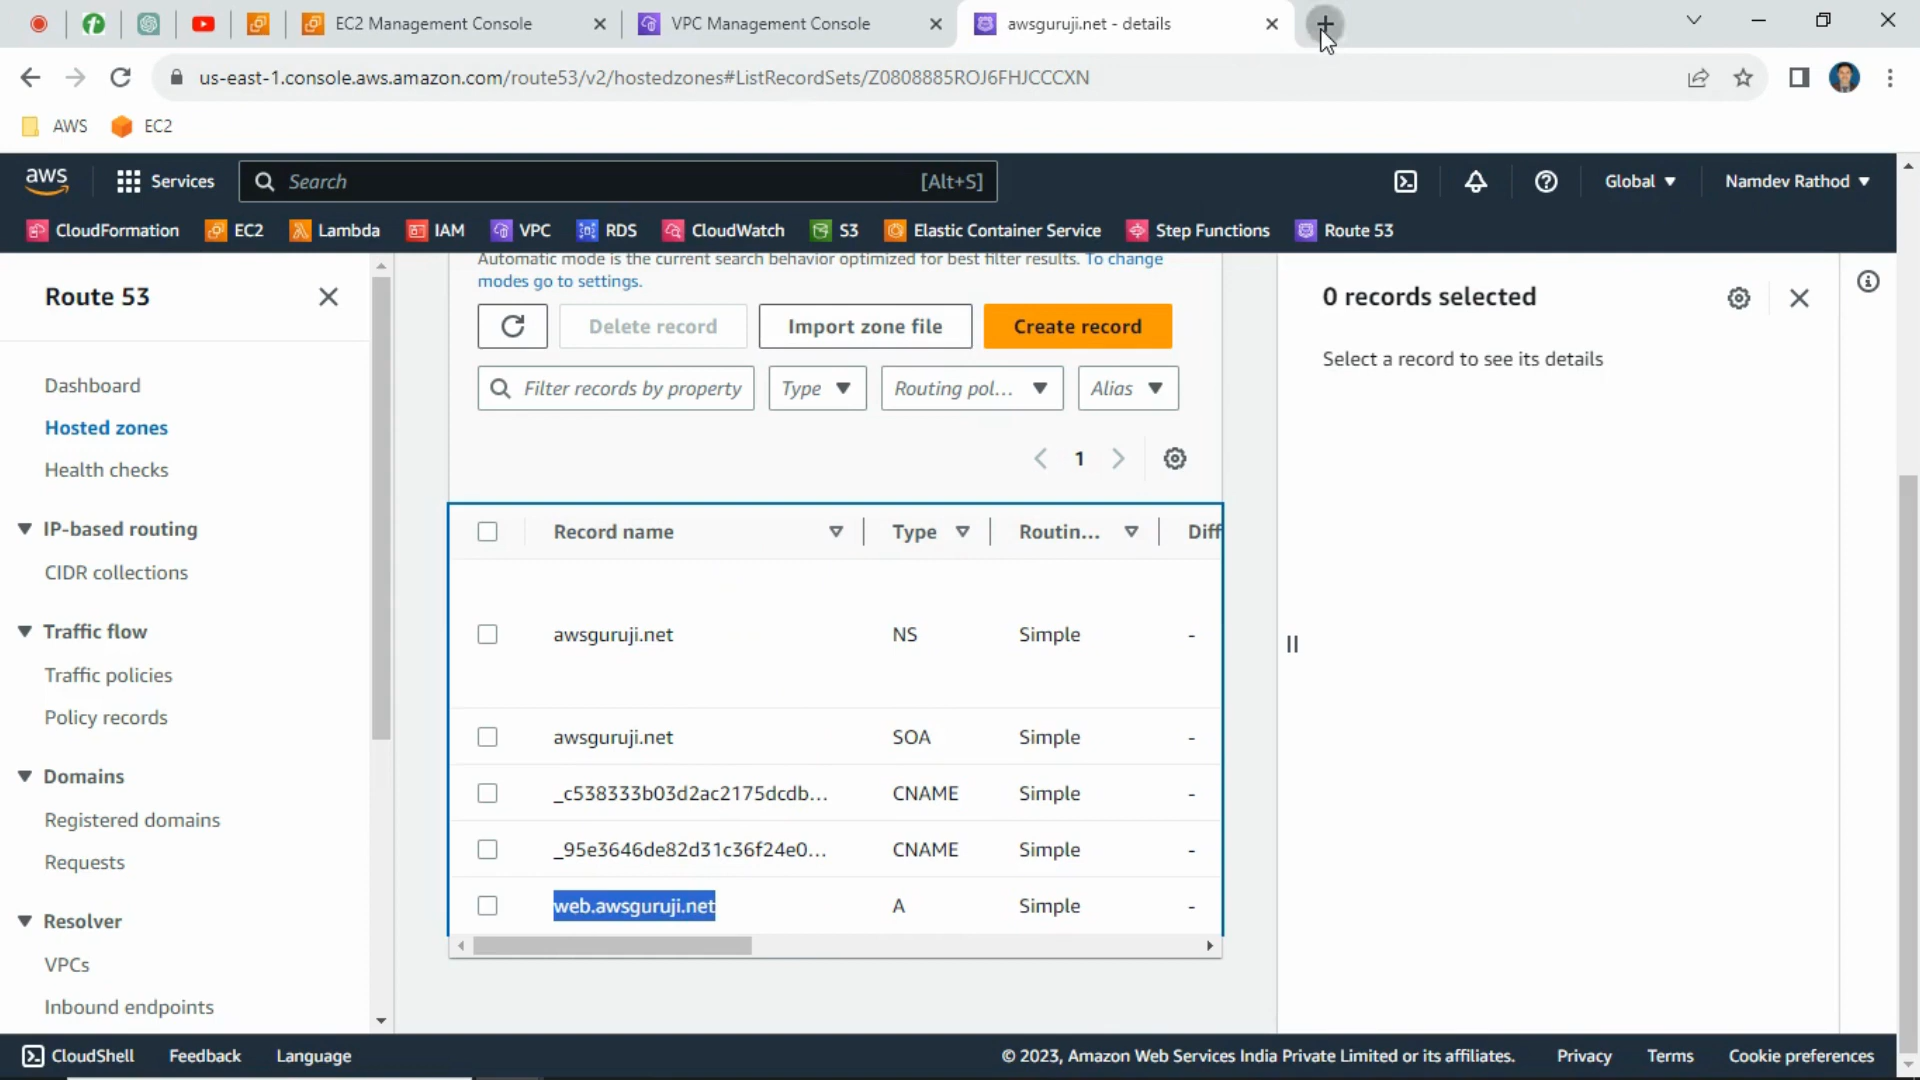 EC2 Management Console
VPC Management Console
awsguruji.net - details
us-east-1.console.aws.amazon.com/route53/v2/hostedzones#ListRecordSets/Z0808885ROJ6FHJCCCXN
AWS
EC2
aws
Services
Search
[Alt+S]
Global
Namdev Rathod
CloudFormation
EC2
Lambda
IAM
VPC
RDS
CloudWatch
S3
Elastic Container Service
Step Functions
Route 53
Route 53
Dashboard
Hosted zones
Health checks
IP-based routing
CIDR collections
Traffic flow
Traffic policies
Policy records
Domains
Registered domains
Requests
Resolver
VPCs
Inbound endpoints
Automatic mode is the current search behavior optimized for best filter results. To change
modes go to settings.
Delete record
Import zone file
Create record
Filter records by property
Type
Routing pol...
Alias
1
Record name Type Routin... Diff
awsguruji.net NS Simple -
awsguruji.net SOA Simple -
_c538333b03d2ac2175dcdb... CNAME Simple -
_95e3646de82d31c36f24e0... CNAME Simple -
web.awsguruji.net A Simple -
0 records selected
Select a record to see its details
CloudShell
Feedback
Language
© 2023, Amazon Web Services India Private Limited or its affiliates.
Privacy
Terms
Cookie preferences